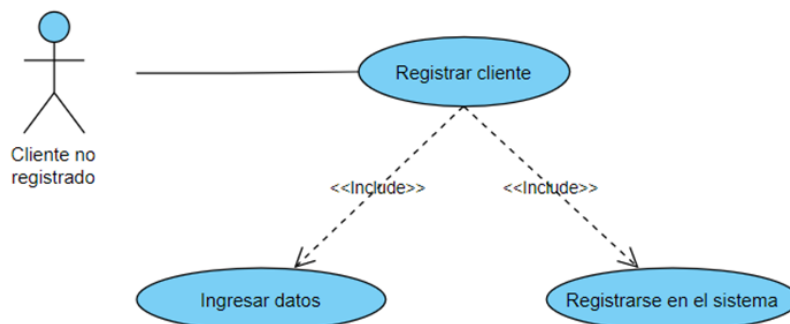 Registrar cliente
Cliente no
registrado
<<Include>>
<<Include>>
Ingresar datos
Registrarse en el sistema